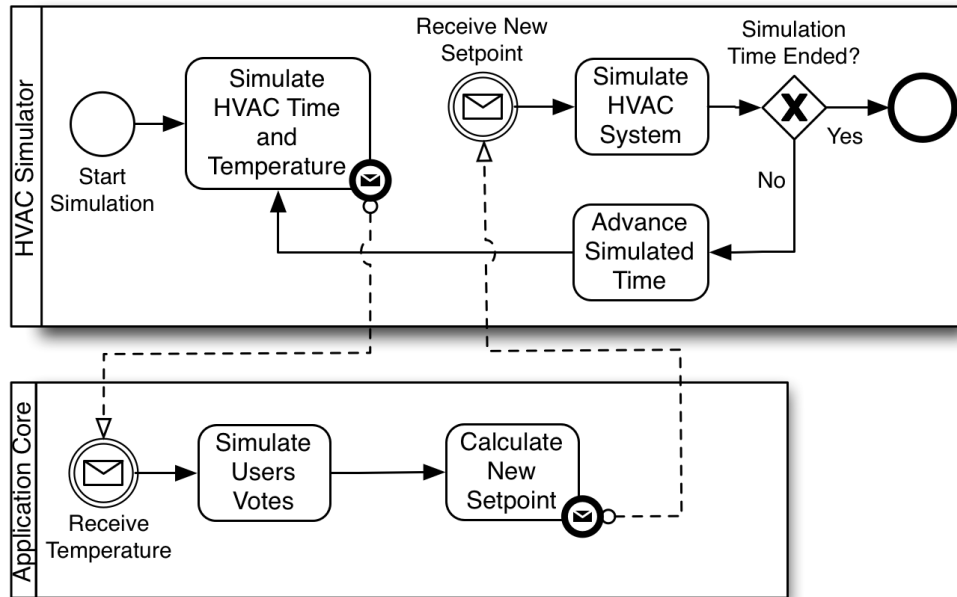 HVAC Simulator
Start
Simulation
Simulate
HVAC Time
and
Temperature
Receive New
Setpoint
Simulate
HVAC
System
Simulation
Time Ended?
X
Yes
No
Advance
Simulated
Time
Application Core
Receive
Temperature
Simulate
Users
Votes
Calculate
New
Setpoint